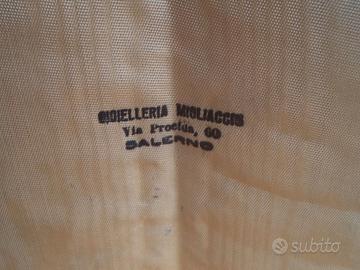 GIOIELLERIA MIGLIACCIO
Via Procida, 60
SALERNO
subito